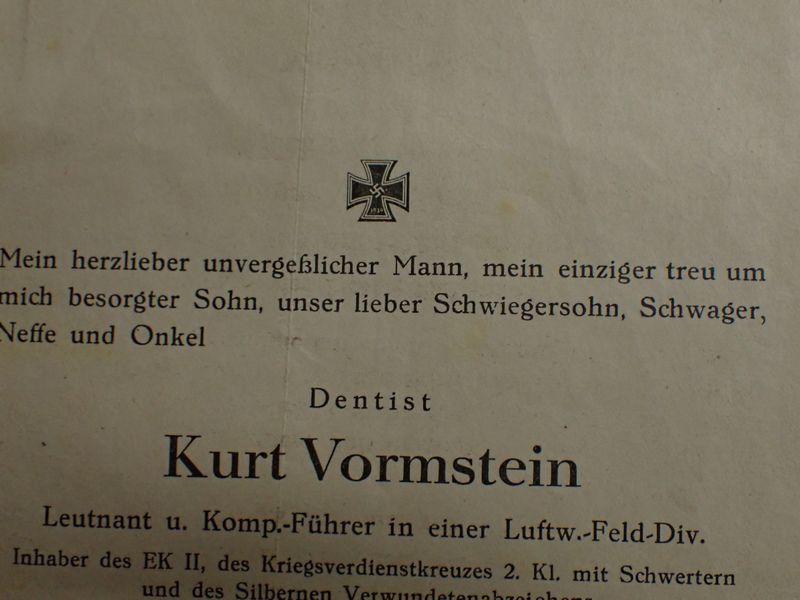 1939
Mein herzlieber unvergeßlicher Mann, mein einziger treu um
mich besorgter Sohn, unser lieber Schwiegersohn, Schwager,
Neffe und Onkel
Dentist
Kurt Vormstein
Leutnant u. Komp.-Führer in einer Luftw.-Feld-Div.
Inhaber des EK II, des Kriegsverdienstkreuzes 2. Kl. mit Schwertern
und des Silbernen Verwundetenabzeichens